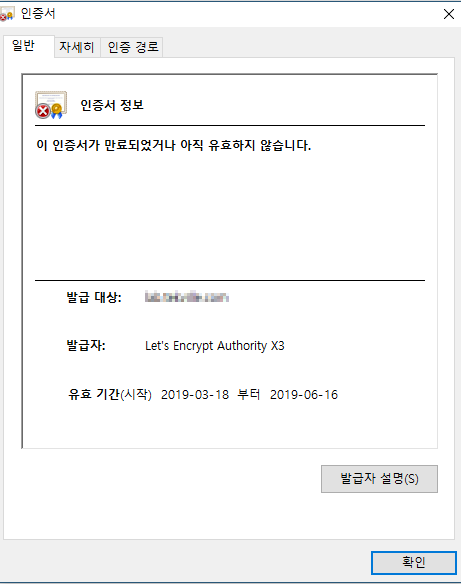 인증서
일반 자세히 인증 경로
인증서 정보
이 인증서가 만료되었거나 아직 유효하지 않습니다.
발급 대상:
발급자: Let's Encrypt Authority X3
유효 기간(시작) 2019-03-18 부터 2019-06-16
발급자 설명(S)
확인